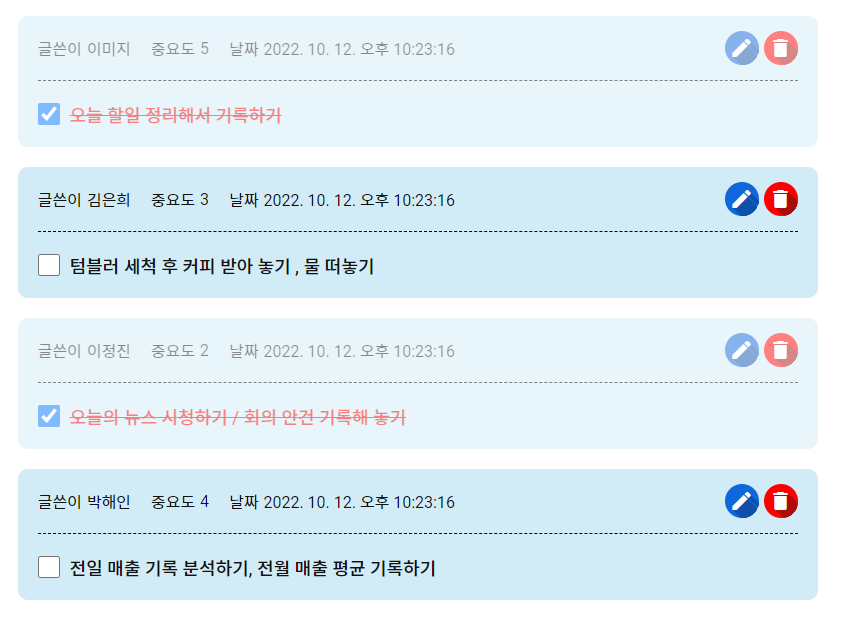 글쓴이 이미지 중요도 5 날짜 2022. 10. 12. 오후 10:23:16
오늘 할일 정리해서 기록하기
글쓴이 김은희 중요도 3 날짜 2022. 10. 12. 오후 10:23:16
텀블러 세척 후 커피 받아 놓기 , 물 떠놓기
글쓴이 이정진 중요도 2 날짜 2022. 10. 12. 오후 10:23:16
오늘의 뉴스 시청하기 / 회의 안건 기록해 놓기
글쓴이 박해인 중요도 4 날짜 2022. 10. 12. 오후 10:23:16
전일 매출 기록 분석하기, 전월 매출 평균 기록하기